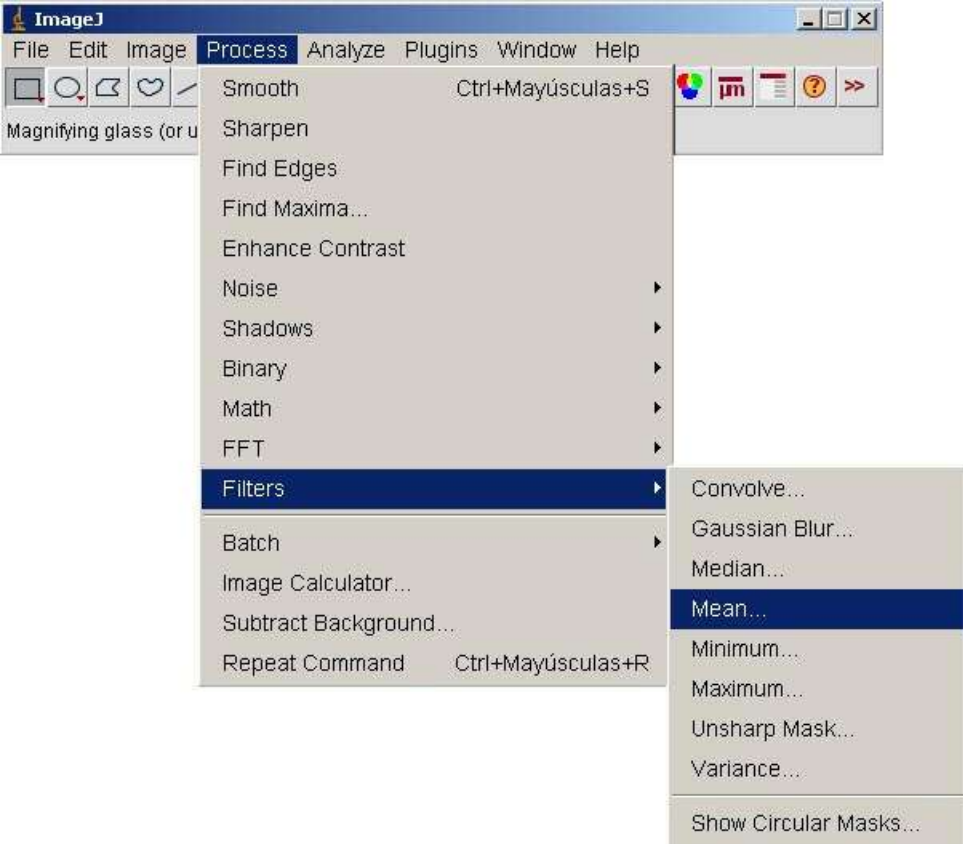 ImageJ
File Edit Image Process Analyze Plugins Window Help
µm ? >>
Magnifying glass (or u
Smooth Ctrl+Mayúsculas+S
Sharpen
Find Edges
Find Maxima...
Enhance Contrast
Noise
Shadows
Binary
Math
FFT
Filters
Batch
Image Calculator...
Subtract Background...
Repeat Command Ctrl+Mayúsculas+R
Convolve...
Gaussian Blur...
Median...
Mean...
Minimum...
Maximum...
Unsharp Mask...
Variance...
Show Circular Masks...